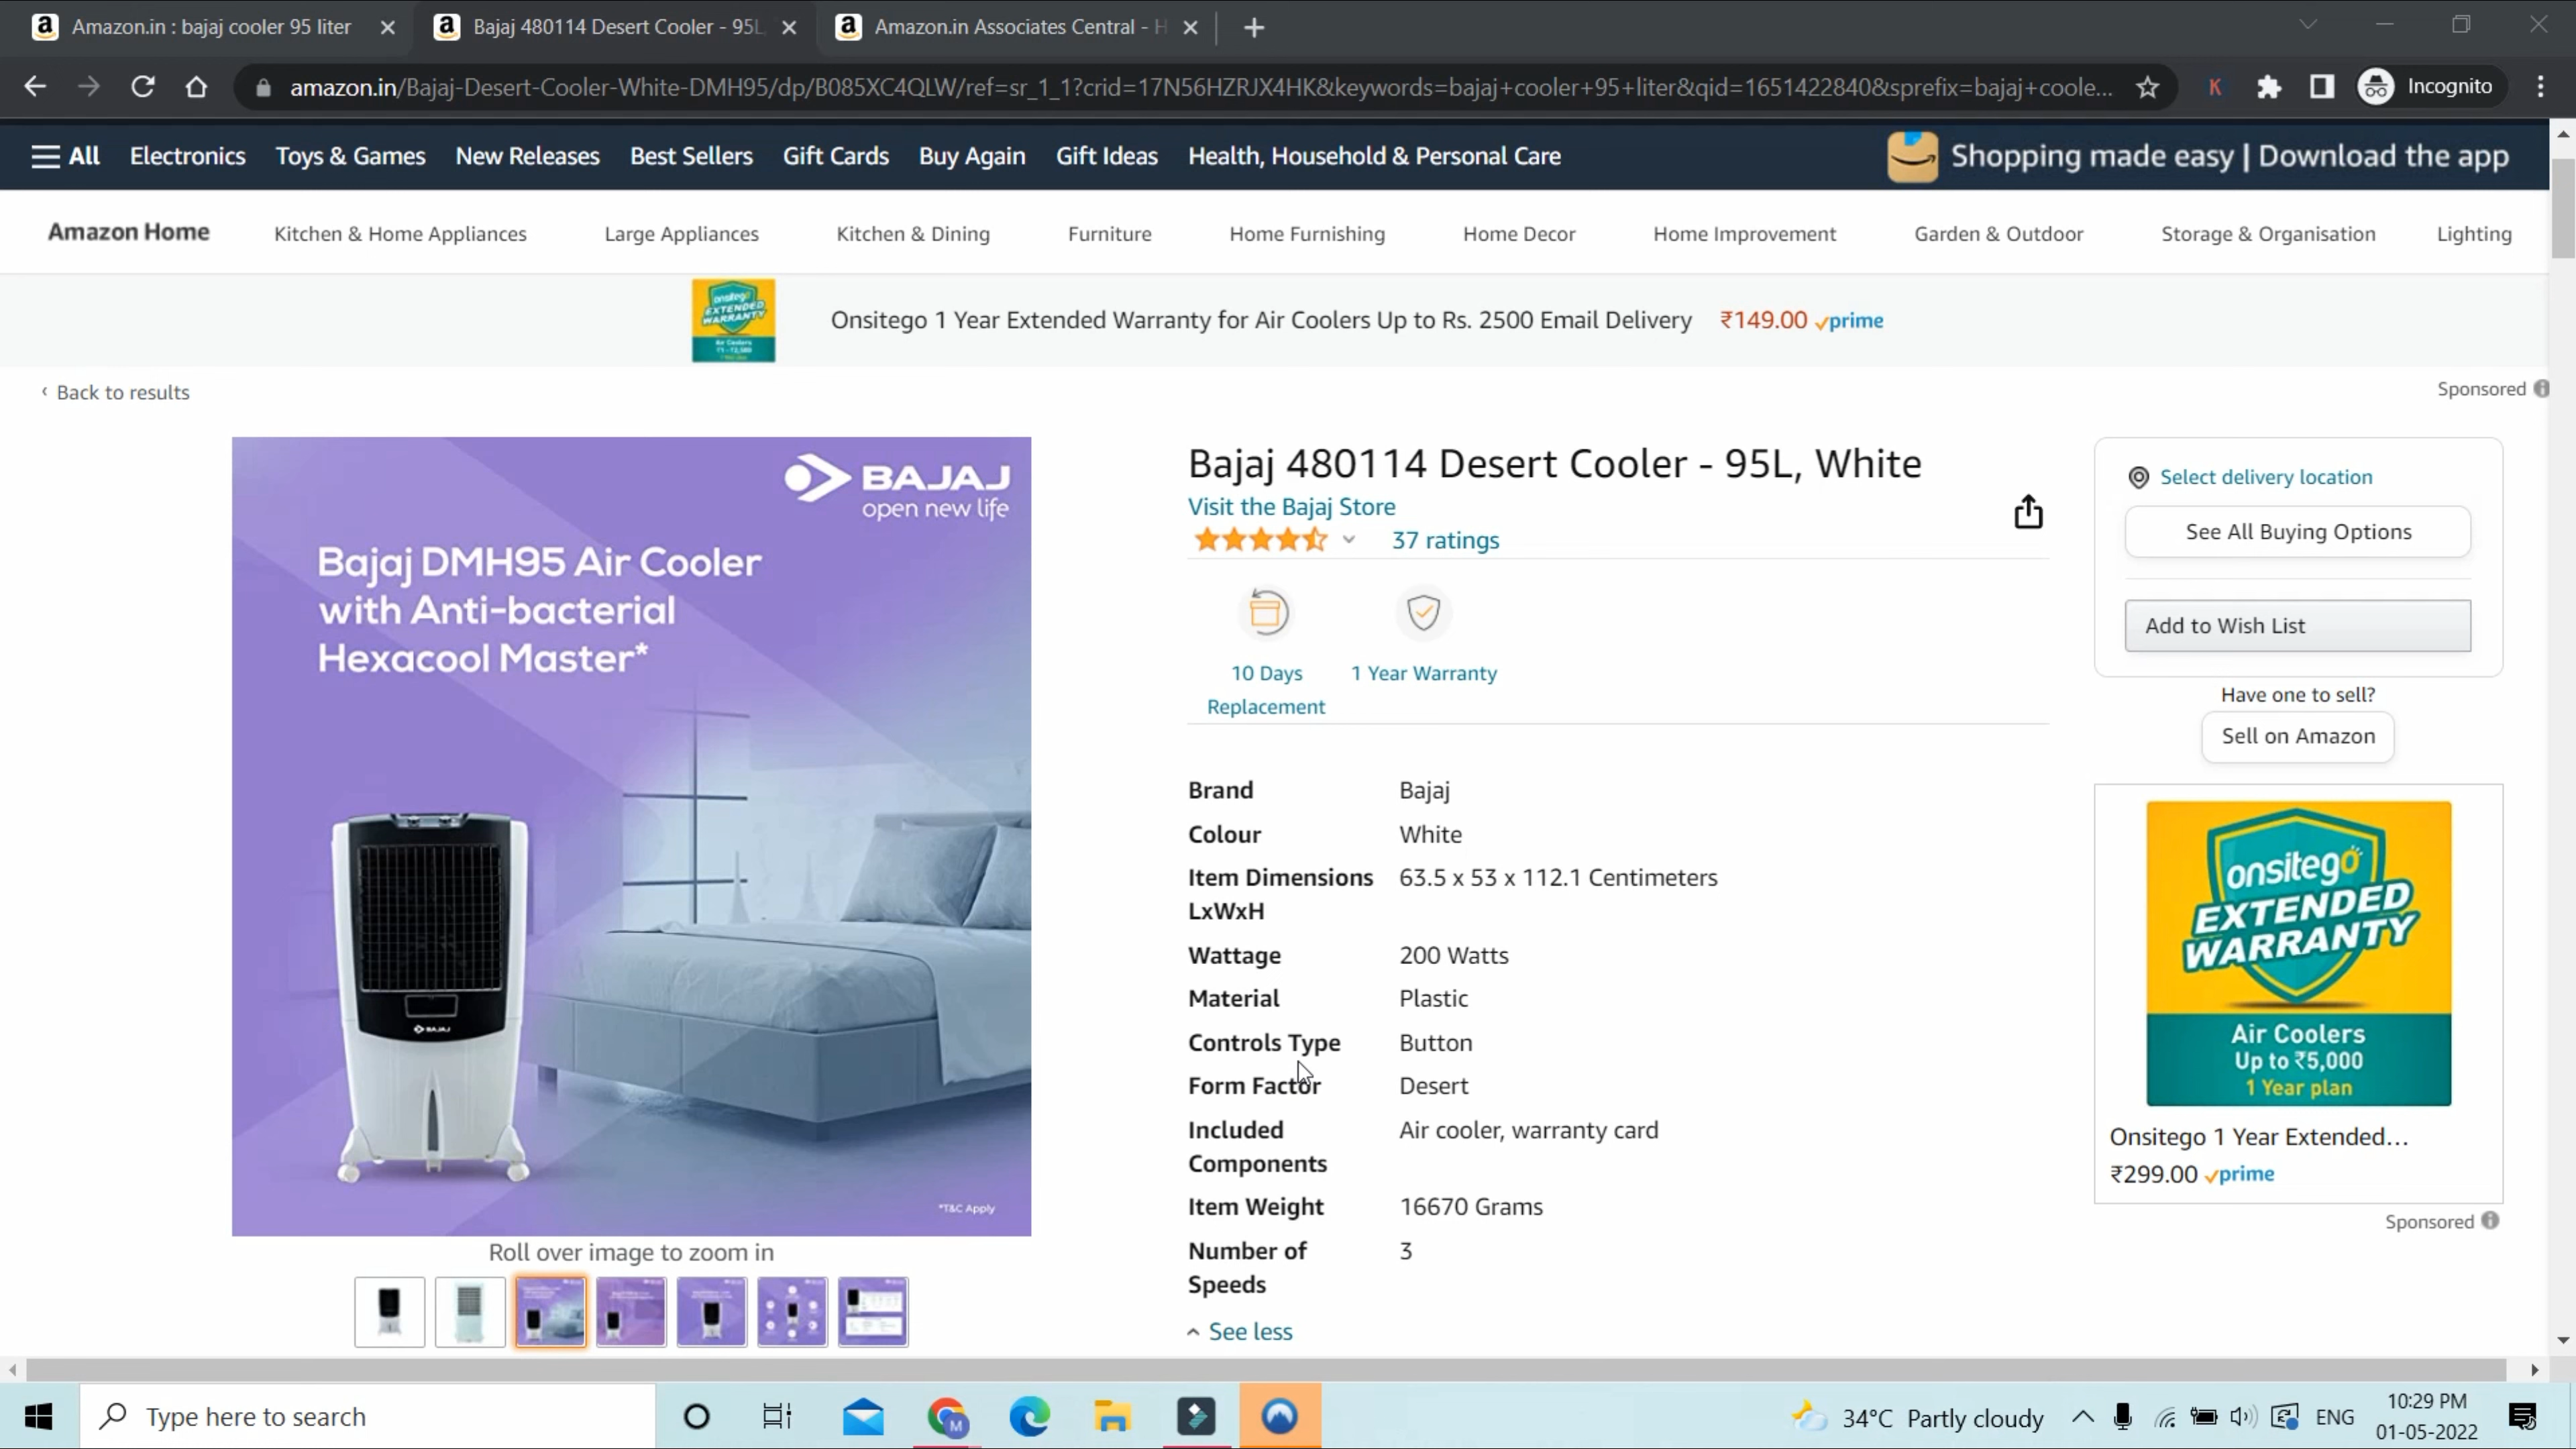 Amazon.in : bajaj cooler 95 liter
Bajaj 480114 Desert Cooler - 95L,
Amazon.in Associates Central - H
amazon.in/Bajaj-Desert-Cooler-White-DMH95/dp/B085XC4QLW/ref=sr_1_1?crid=17N56HZRJX4HK&keywords=bajaj+cooler+95+liter&qid=1651422840&sprefix=bajaj+coole...
K
Incognito
All Electronics Toys & Games New Releases Best Sellers Gift Cards Buy Again Gift Ideas Health, Household & Personal Care
Shopping made easy | Download the app
Amazon Home Kitchen & Home Appliances Large Appliances Kitchen & Dining Furniture Home Furnishing Home Decor Home Improvement Garden & Outdoor Storage & Organisation Lighting
onsitego
EXTENDED
WARRANTY
Air Coolers
Onsitego 1 Year Extended Warranty for Air Coolers Up to Rs. 2500 Email Delivery ₹149.00 prime
‹ Back to results
Sponsored
BAJAJ
open new life
Bajaj DMH95 Air Cooler
with Anti-bacterial
Hexacool Master*
BAJAJ
*T&C Apply
Roll over image to zoom in
Bajaj 480114 Desert Cooler - 95L, White
Visit the Bajaj Store
37 ratings
10 Days
Replacement
1 Year Warranty
Brand Bajaj
Colour White
Item Dimensions 63.5 x 53 x 112.1 Centimeters
LxWxH
Wattage 200 Watts
Material Plastic
Controls Type Button
Form Factor Desert
Included Air cooler, warranty card
Components
Item Weight 16670 Grams
Number of 3
Speeds
See less
Select delivery location
See All Buying Options
Add to Wish List
Have one to sell?
Sell on Amazon
onsitego
EXTENDED
WARRANTY
Air Coolers
Up to ₹5,000
1 Year plan
Onsitego 1 Year Extended...
₹299.00 prime
Sponsored
Type here to search
M
34°C Partly cloudy
ENG
10:29 PM
01-05-2022